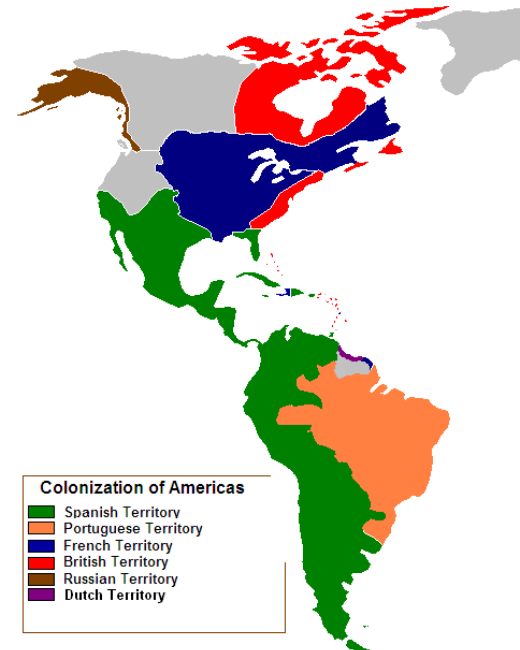 Colonization of Americas
Spanish Territory
Portuguese Territory
French Territory
British Territory
Russian Territory
Dutch Territory